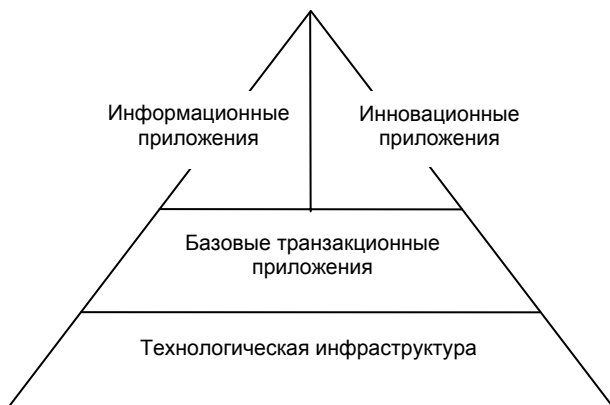 Информационные
приложения
Инновационные
приложения
Базовые транзакционные
приложения
Технологическая инфраструктура